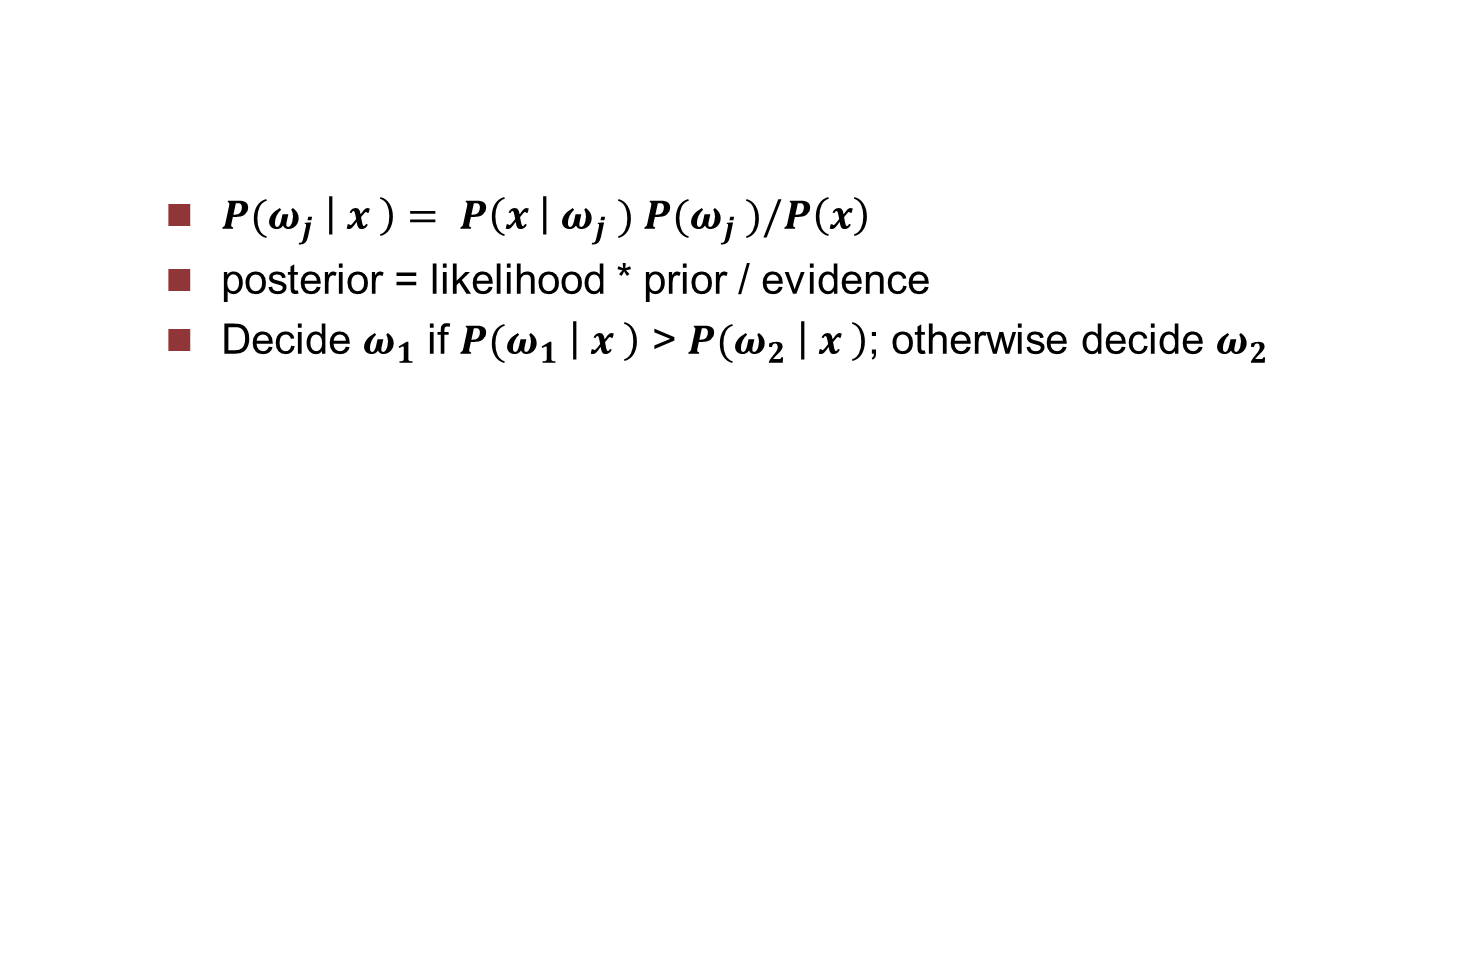 P(ωj | x ) = P(x | ωj ) P(ωj )/P(x)
posterior = likelihood * prior / evidence
Decide ω1 if P(ω1 | x ) > P(ω2 | x ); otherwise decide ω2